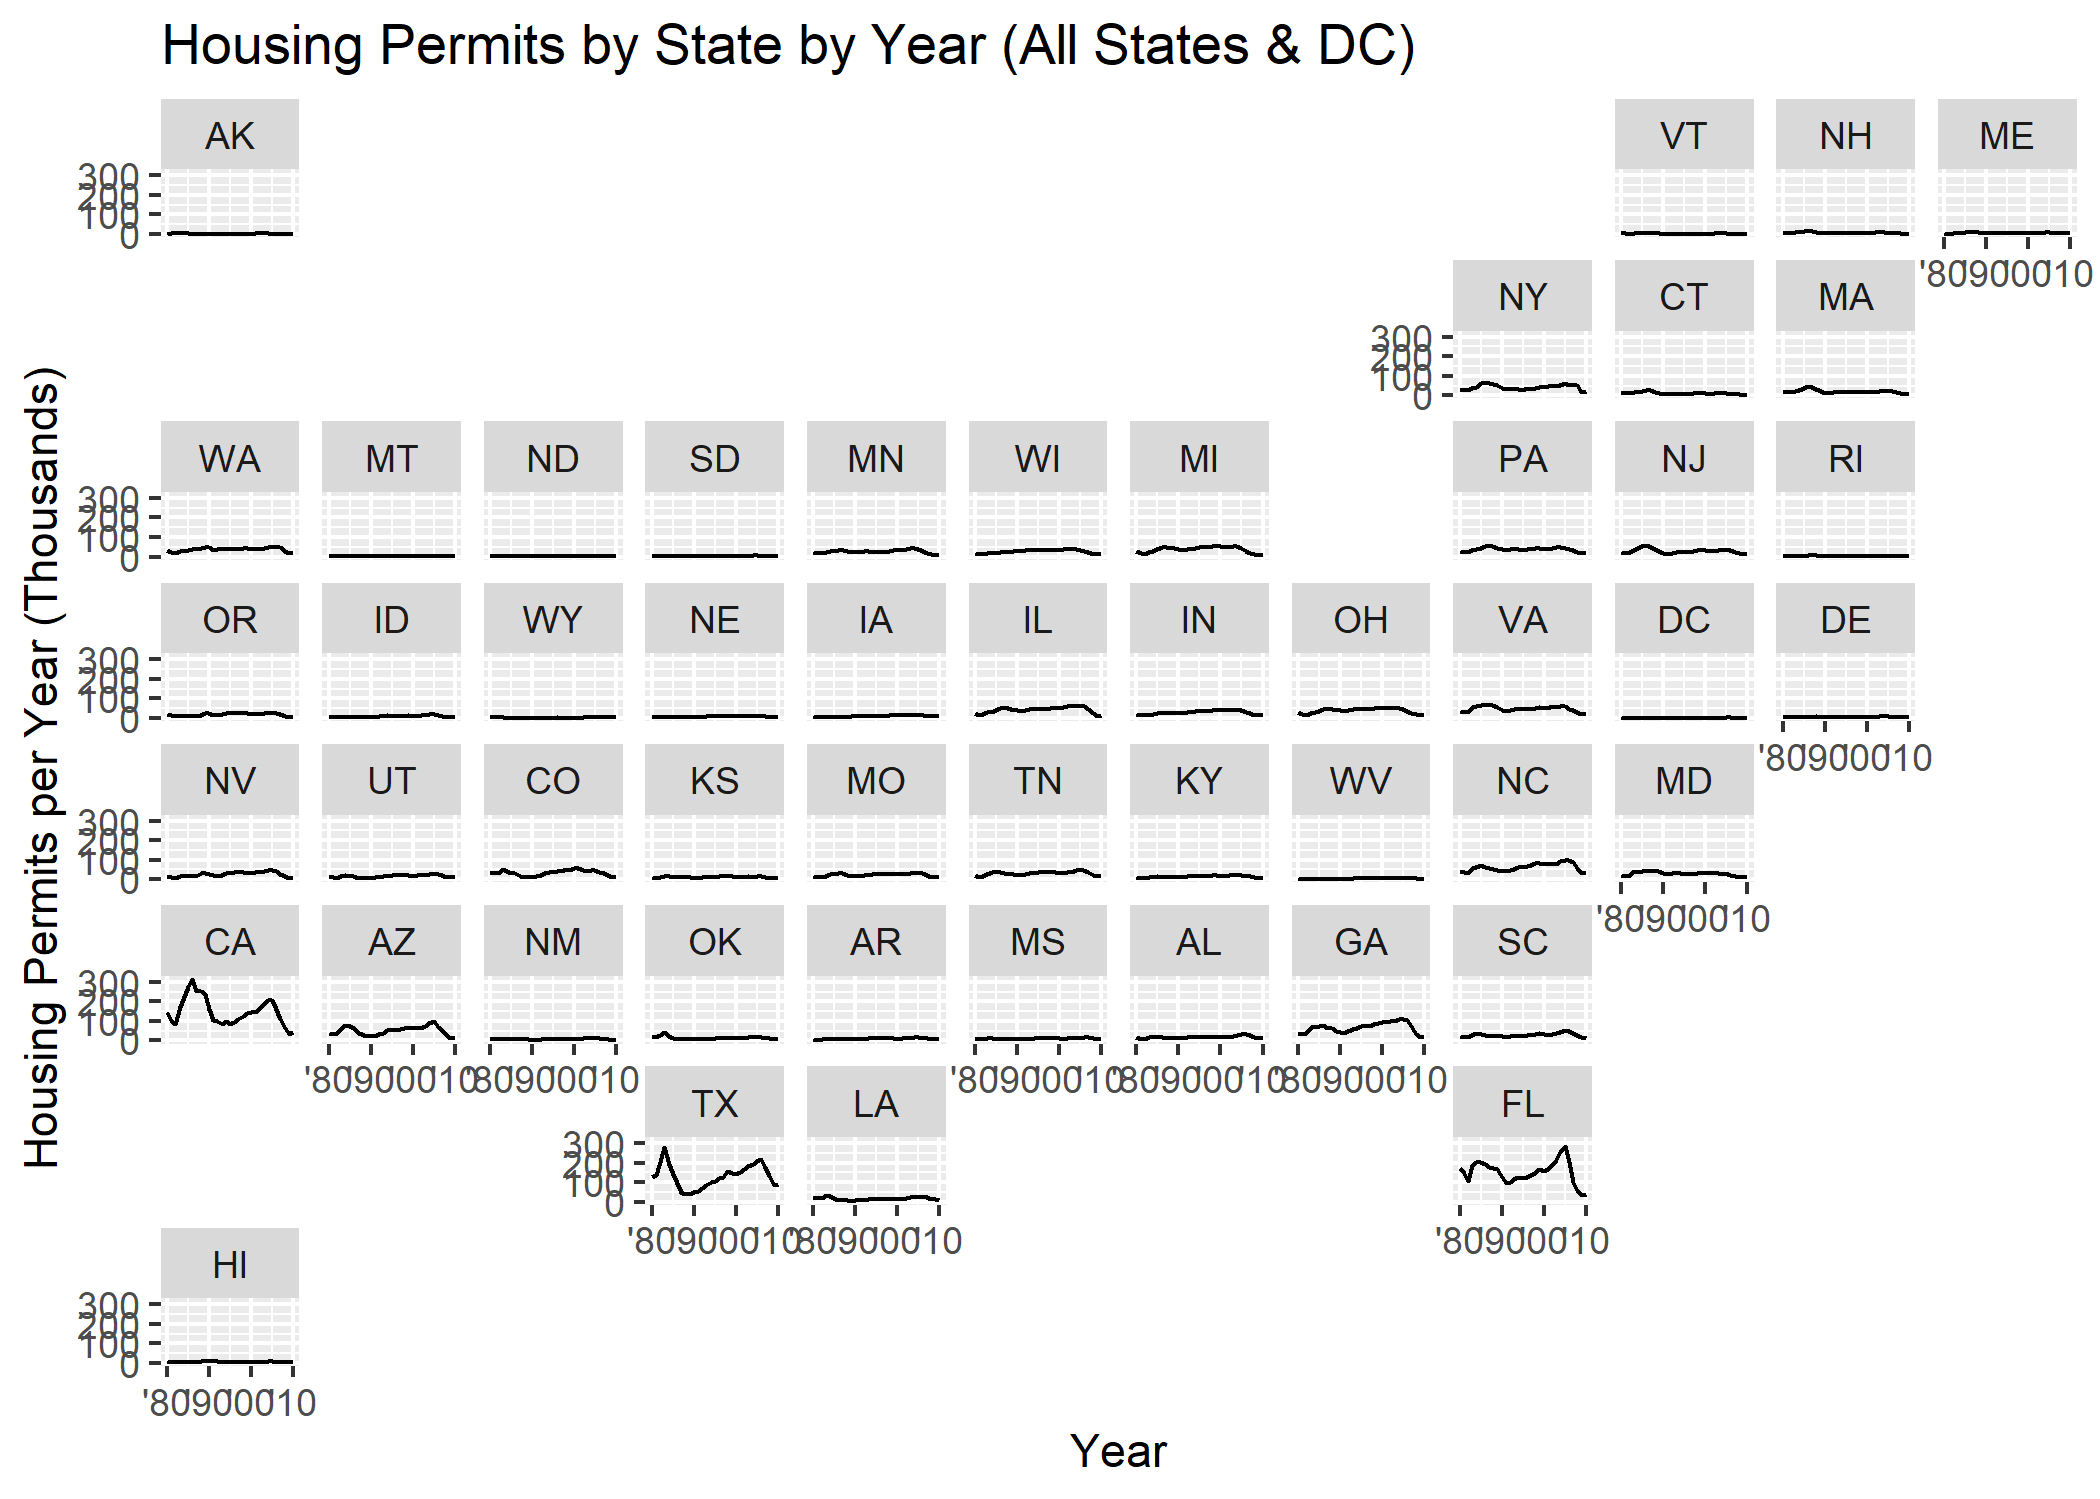 Housing Permits by State by Year (All States & DC)
AK VT NH ME
300
200
100
0
'80 '90 '00 '10
NY CT MA
300
200
100
0
WA MT ND SD MN WI MI PA NJ RI
300
200
100
0
OR ID WY NE IA IL IN OH VA DC DE
300
200
100
0
'80 '90 '00 '10
NV UT CO KS MO TN KY WV NC MD
300
200
100
0
'80 '90 '00 '10
CA AZ NM OK AR MS AL GA SC
300
200
100
0
'80 '90 '00 '10 '80 '90 '00 '10 '80 '90 '00 '10 '80 '90 '00 '10 '80 '90 '00 '10
TX LA FL
300
200
100
0
'80 '90 '00 '10 '80 '90 '00 '10 '80 '90 '00 '10
HI
300
200
100
0
'80 '90 '00 '10
Housing Permits per Year (Thousands)
Year